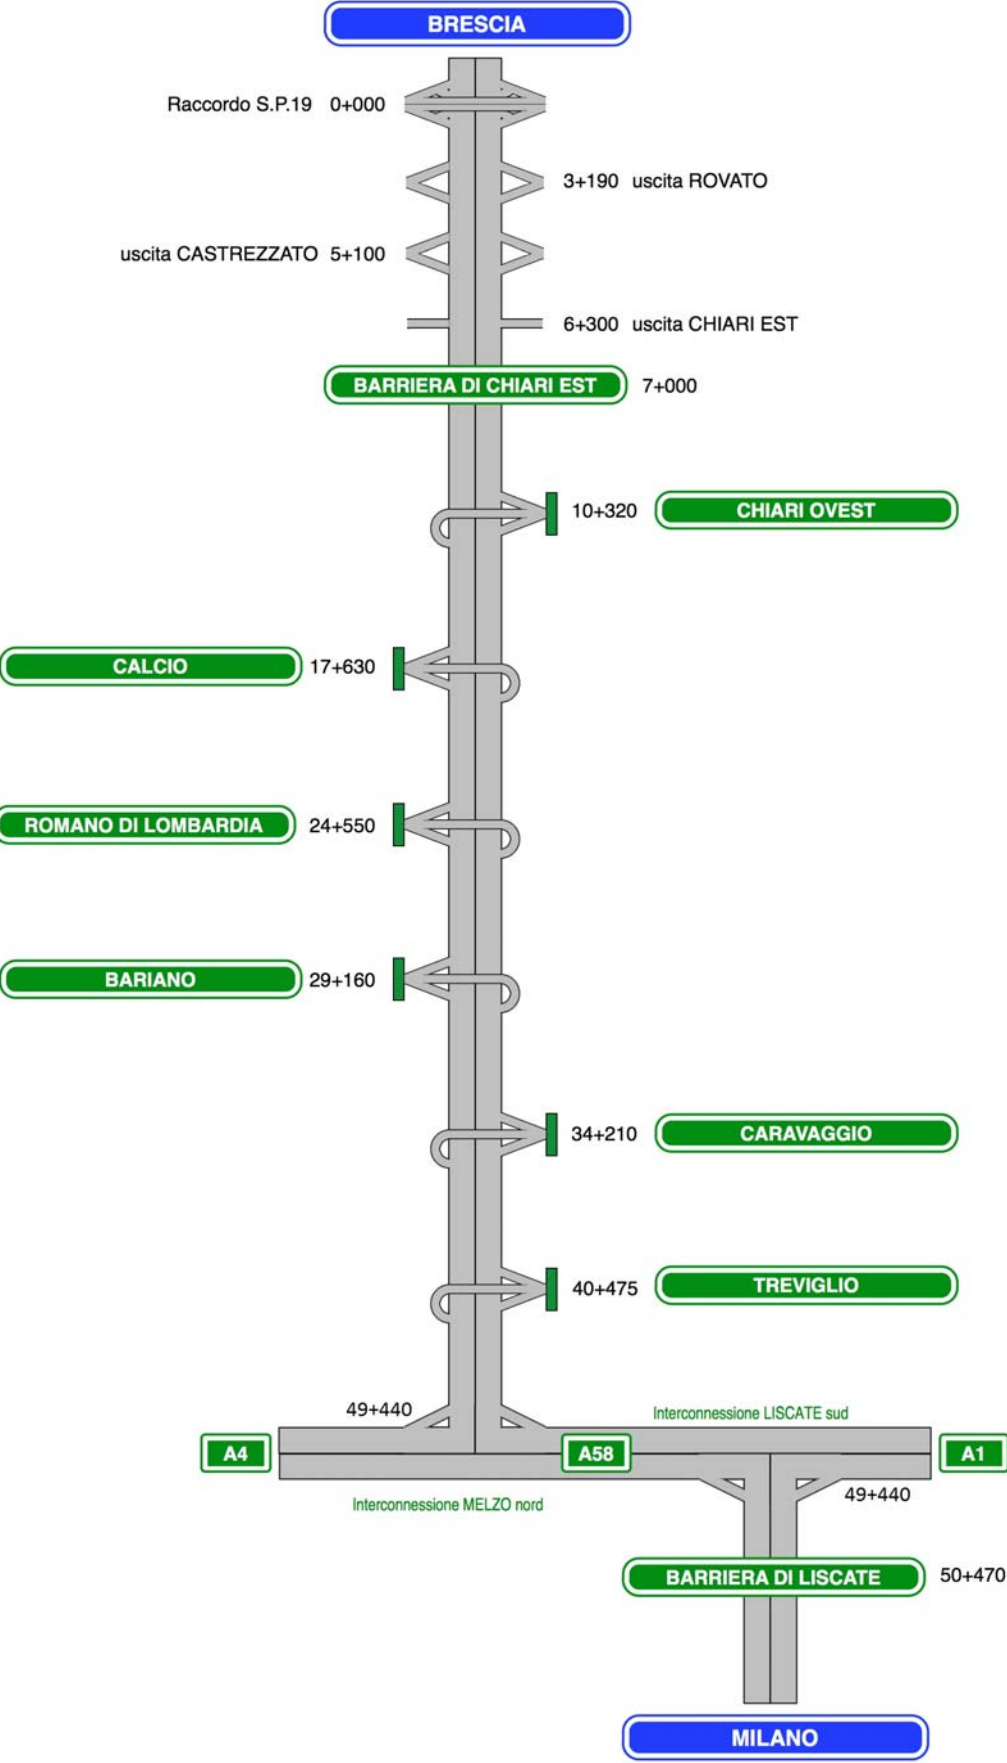 BRESCIA
Raccordo S.P.19 0+000
3+190 uscita ROVATO
uscita CASTREZZATO 5+100
6+300 uscita CHIARI EST
BARRIERA DI CHIARI EST 7+000
10+320 CHIARI OVEST
CALCIO 17+630
ROMANO DI LOMBARDIA 24+550
BARIANO 29+160
34+210 CARAVAGGIO
40+475 TREVIGLIO
49+440
Interconnessione LISCATE sud
A4 A58 A1
Interconnessione MELZO nord
49+440
BARRIERA DI LISCATE 50+470
MILANO